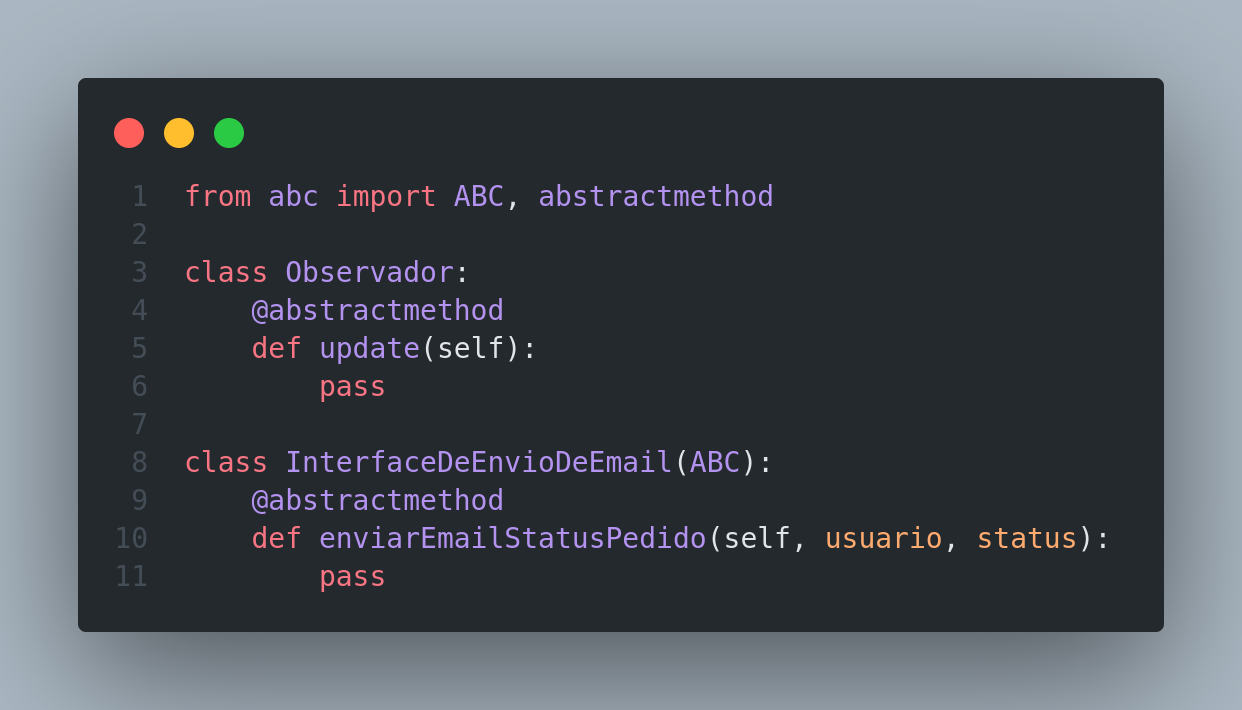 1 from abc import ABC, abstractmethod
2
3 class Observador:
4     @abstractmethod
5     def update(self):
6         pass
7
8 class InterfaceDeEnvioDeEmail(ABC):
9     @abstractmethod
10     def enviarEmailStatusPedido(self, usuario, status):
11         pass